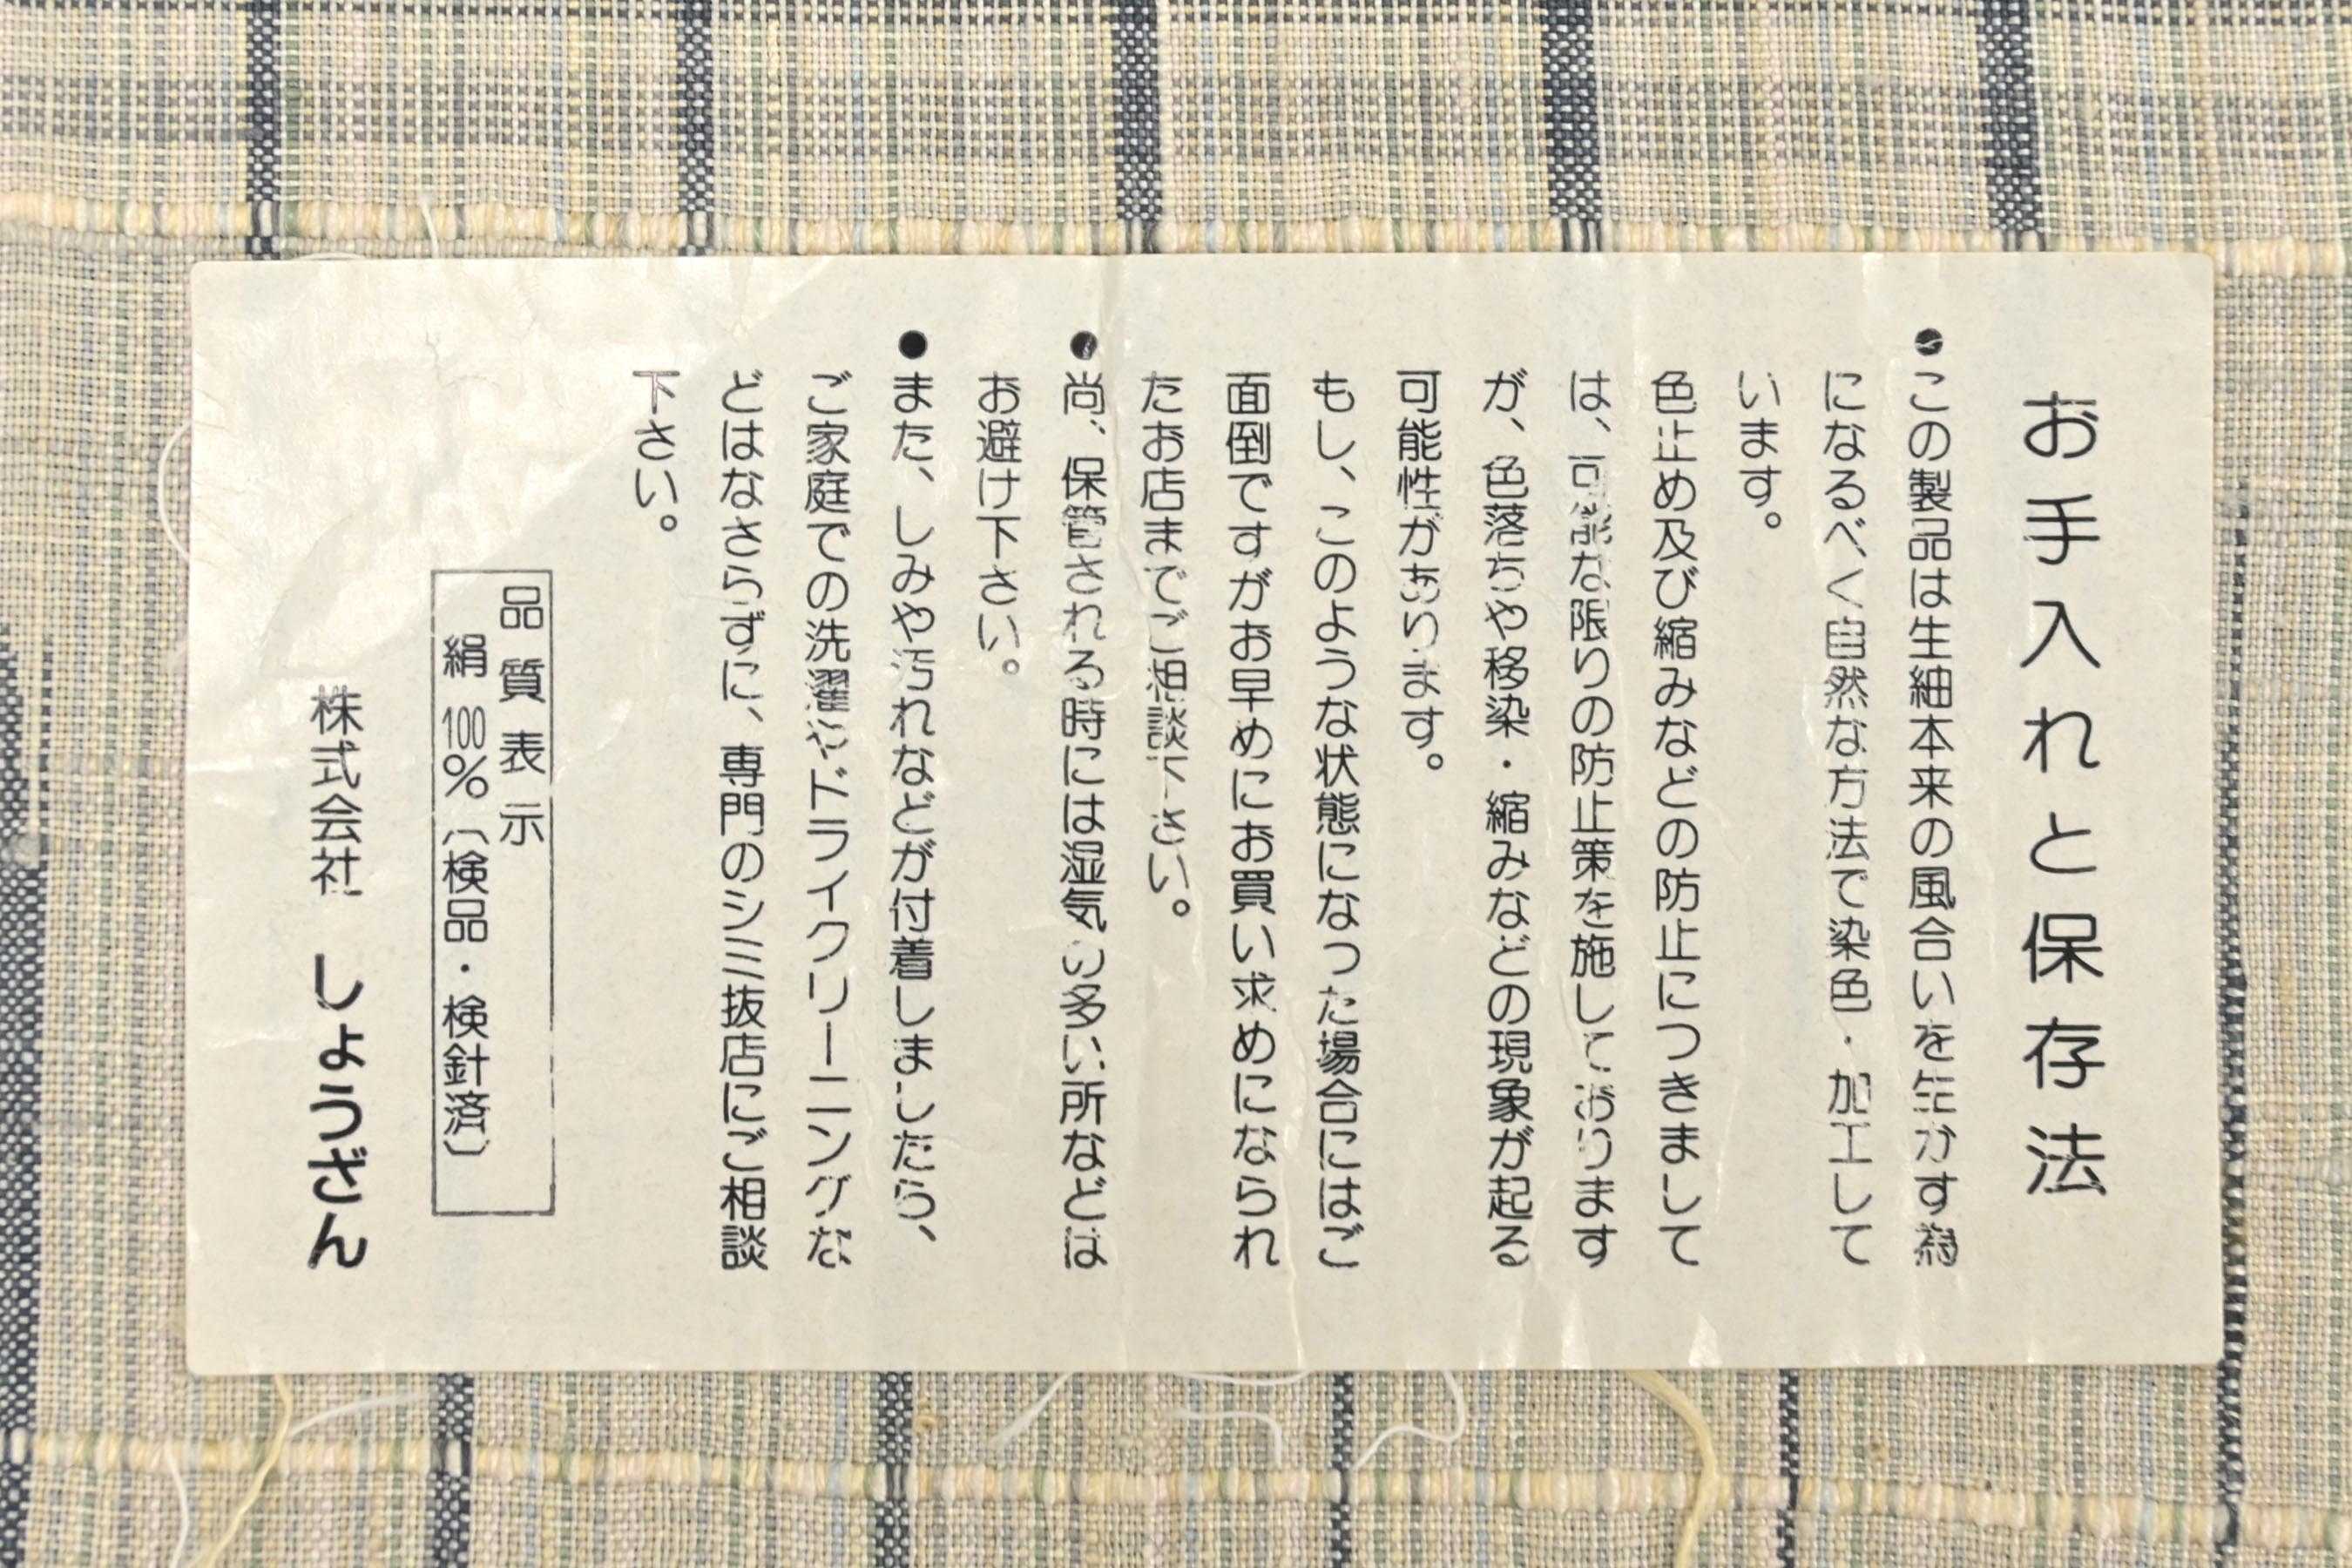 お手入れと保存法
●この製品は生紬本来の風合いを生かす為
になるべく自然な方法で染色・加工して
います。
色止め及び縮みなどの防止につきまして
は、可能な限りの防止策を施しております
が、色落ちや移染・縮みなどの現象が起る
可能性があります。
もし、このような状態になった場合にはご
面倒ですがお早めにお買い求めになられ
たお店までご相談下さい。
●尚、保管される時には湿気の多い所などは
お避け下さい。
●また、しみや汚れなどが付着しましたら、
ご家庭での洗濯やドライクリーニングな
どはなさらずに、専門のシミ抜店にご相談
下さい。
品質表示
絹 100%〔検品・検針済〕
株式会社 しょうざん